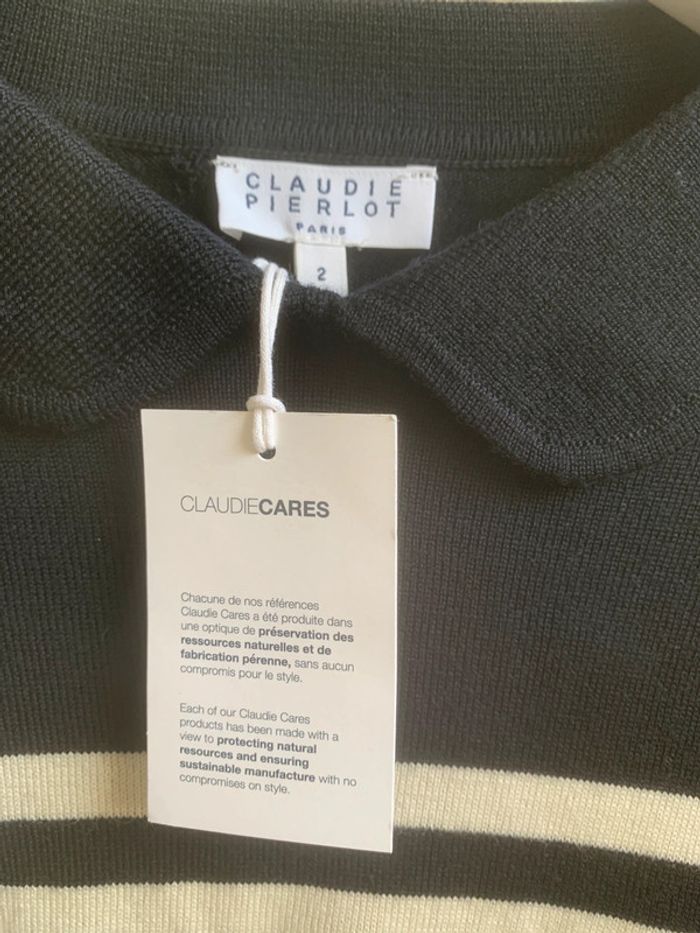 CLAUDIE
PIERLOT
PARIS
2
CLAUDIECARES
Chacune de nos références
Claudie Cares a été produite dans
une optique de préservation des
ressources naturelles et de
fabrication pérenne, sans aucun
compromis pour le style.
Each of our Claudie Cares
products has been made with a
view to protecting natural
resources and ensuring
sustainable manufacture with no
compromises on style.